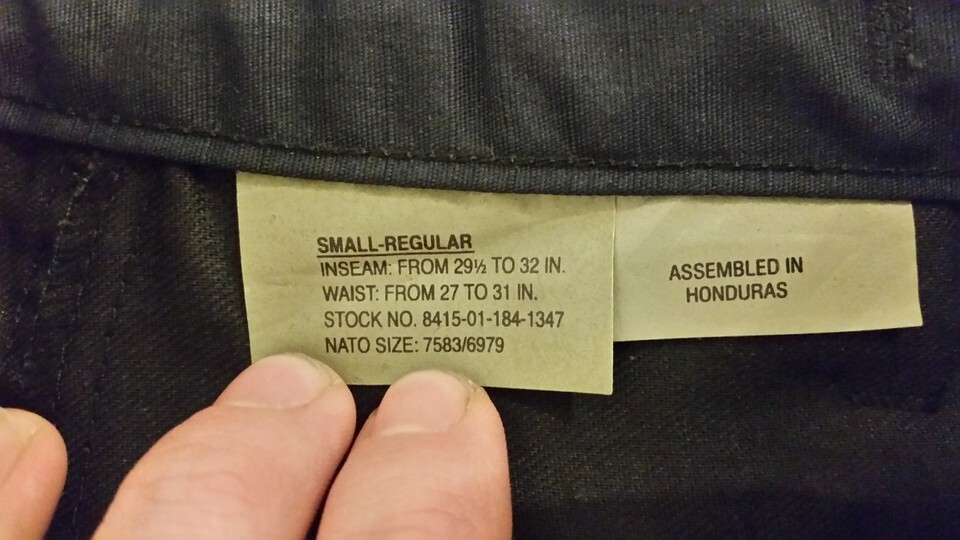 SMALL-REGULAR
INSEAM: FROM 29½ TO 32 IN.
WAIST: FROM 27 TO 31 IN.
STOCK NO. 8415-01-184-1347
NATO SIZE: 7583/6979
ASSEMBLED IN
HONDURAS